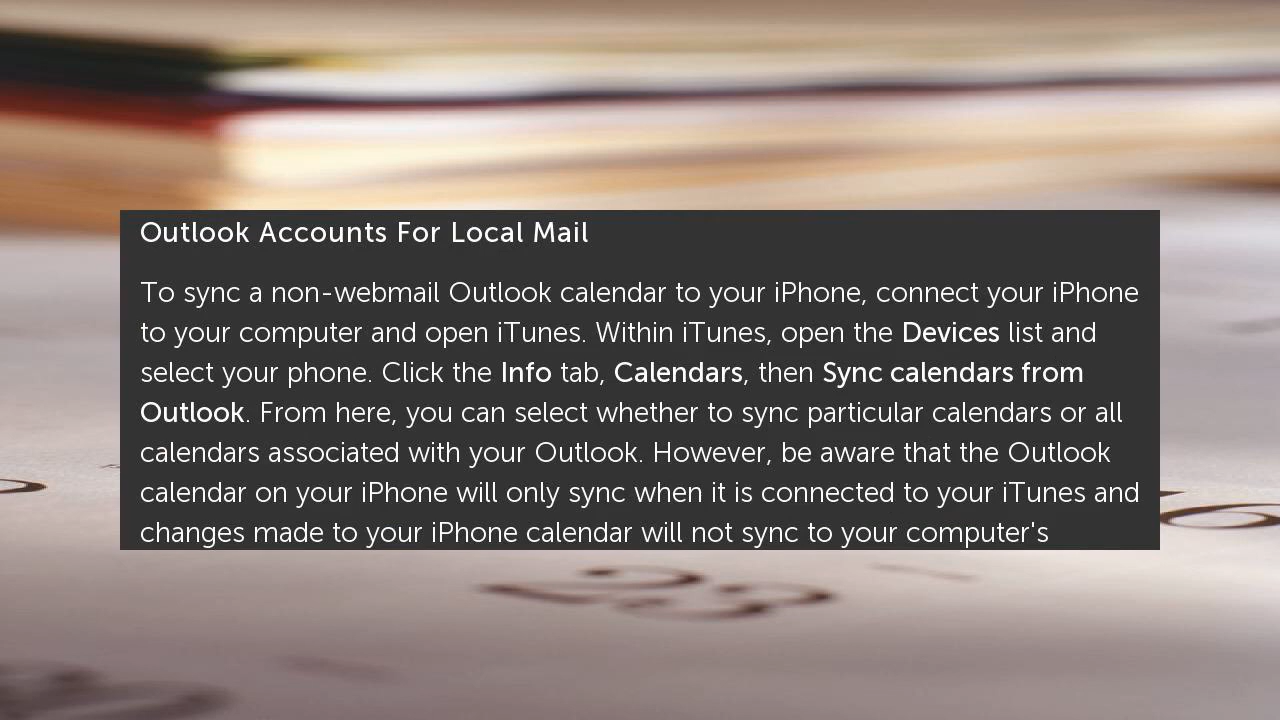 Outlook Accounts For Local Mail
To sync a non-webmail Outlook calendar to your iPhone, connect your iPhone
to your computer and open iTunes. Within iTunes, open the Devices list and
select your phone. Click the Info tab, Calendars, then Sync calendars from
Outlook. From here, you can select whether to sync particular calendars or all
calendars associated with your Outlook. However, be aware that the Outlook
calendar on your iPhone will only sync when it is connected to your iTunes and
changes made to your iPhone calendar will not sync to your computer's
23